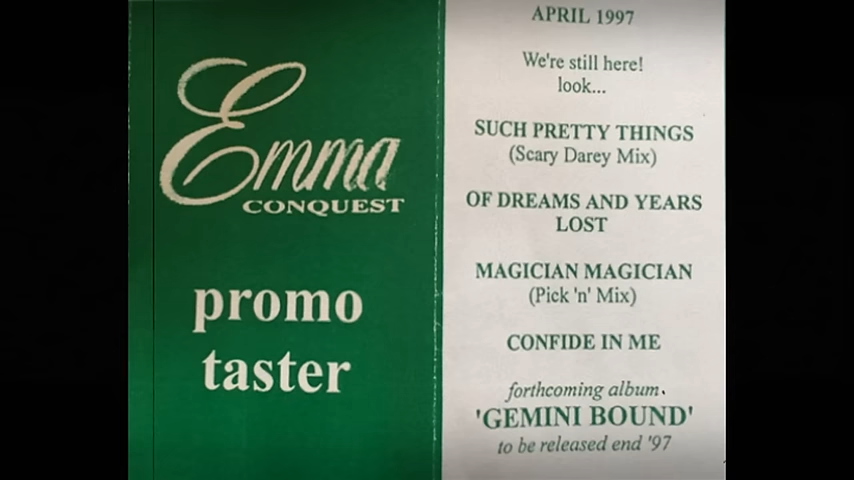 Emma
CONQUEST
promo
taster
APRIL 1997
We're still here!
look...
SUCH PRETTY THINGS
(Scary Darey Mix)
OF DREAMS AND YEARS
LOST
MAGICIAN MAGICIAN
(Pick 'n' Mix)
CONFIDE IN ME
forthcoming album.
'GEMINI BOUND'
to be released end '97